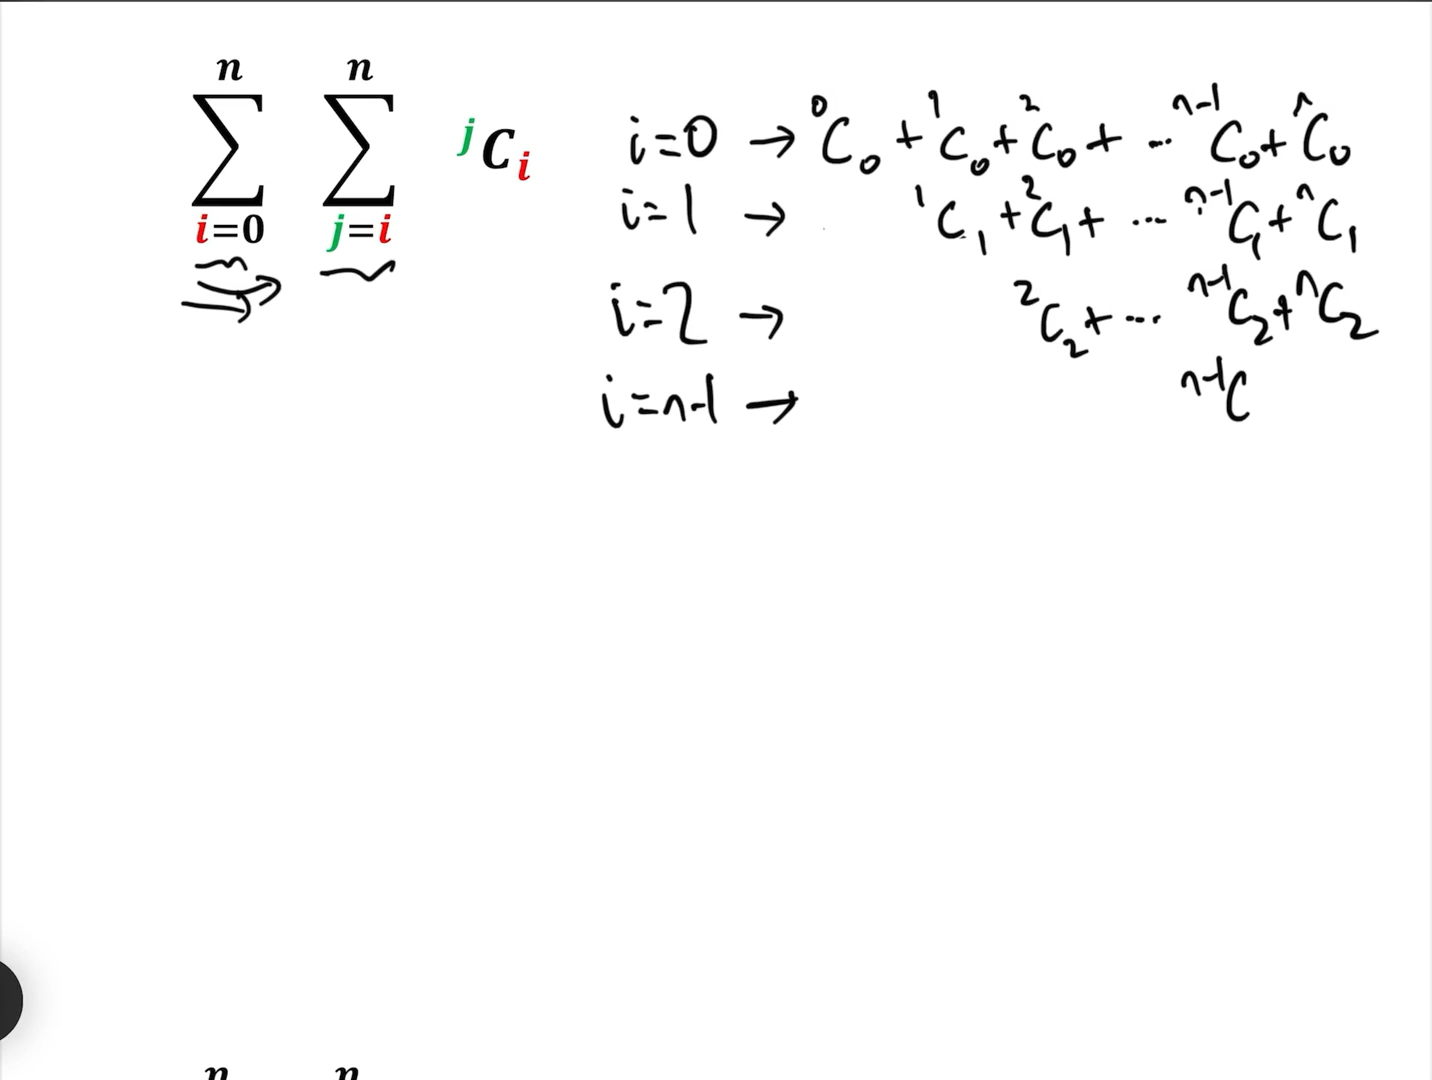 n n
∑ ∑ ʲCᵢ
i=0 j=i
i=0 → ⁰C₀ + ¹C₀ + ²C₀ + ... ⁿ⁻¹C₀ + ⁿC₀
i=1 → ¹C₁ + ²C₁ + ... ⁿ⁻¹C₁ + ⁿC₁
i=2 → ²C₂ + ... ⁿ⁻¹C₂ + ⁿC₂
i=n-1 → ⁿ⁻¹C
n n